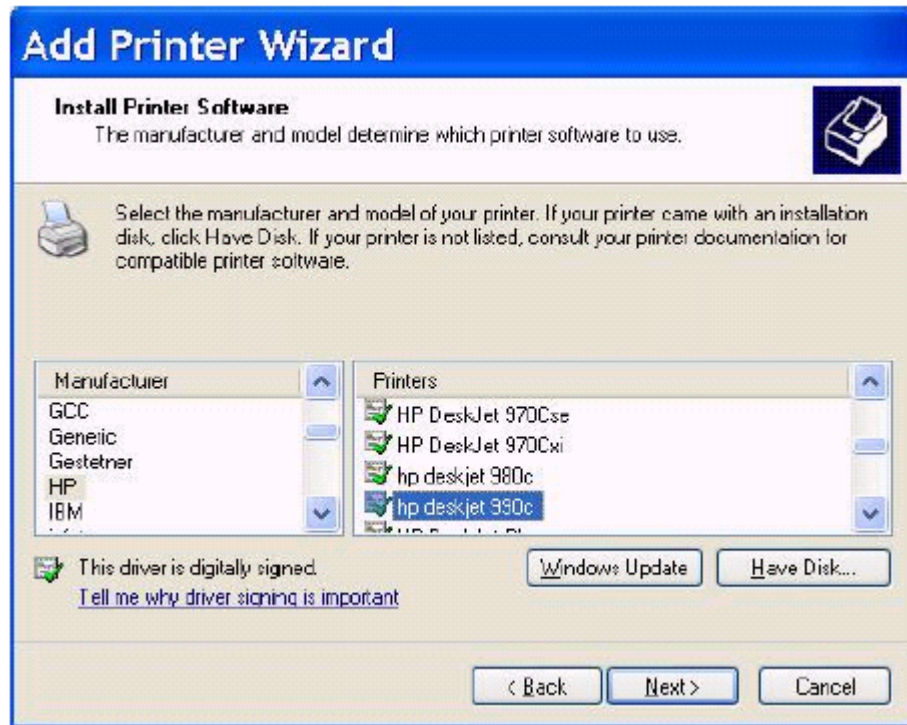 Add Printer Wizard
Install Printer Software
The manufacturer and model determine which printer software to use.
Select the manufacturer and model of your printer. If your printer came with an installation
disk, click Have Disk. If your printer is not listed, consult your printer documentation for
compatible printer software.
Manufacturer
GCC
Generic
Gestetner
HP
IBM
Printers
HP DeskJet 970Cse
HP DeskJet 970Cxi
hp deskjet 980c
hp deskjet 990c
This driver is digitally signed.
Tell me why driver signing is important
Windows Update
Have Disk...
< Back
Next >
Cancel